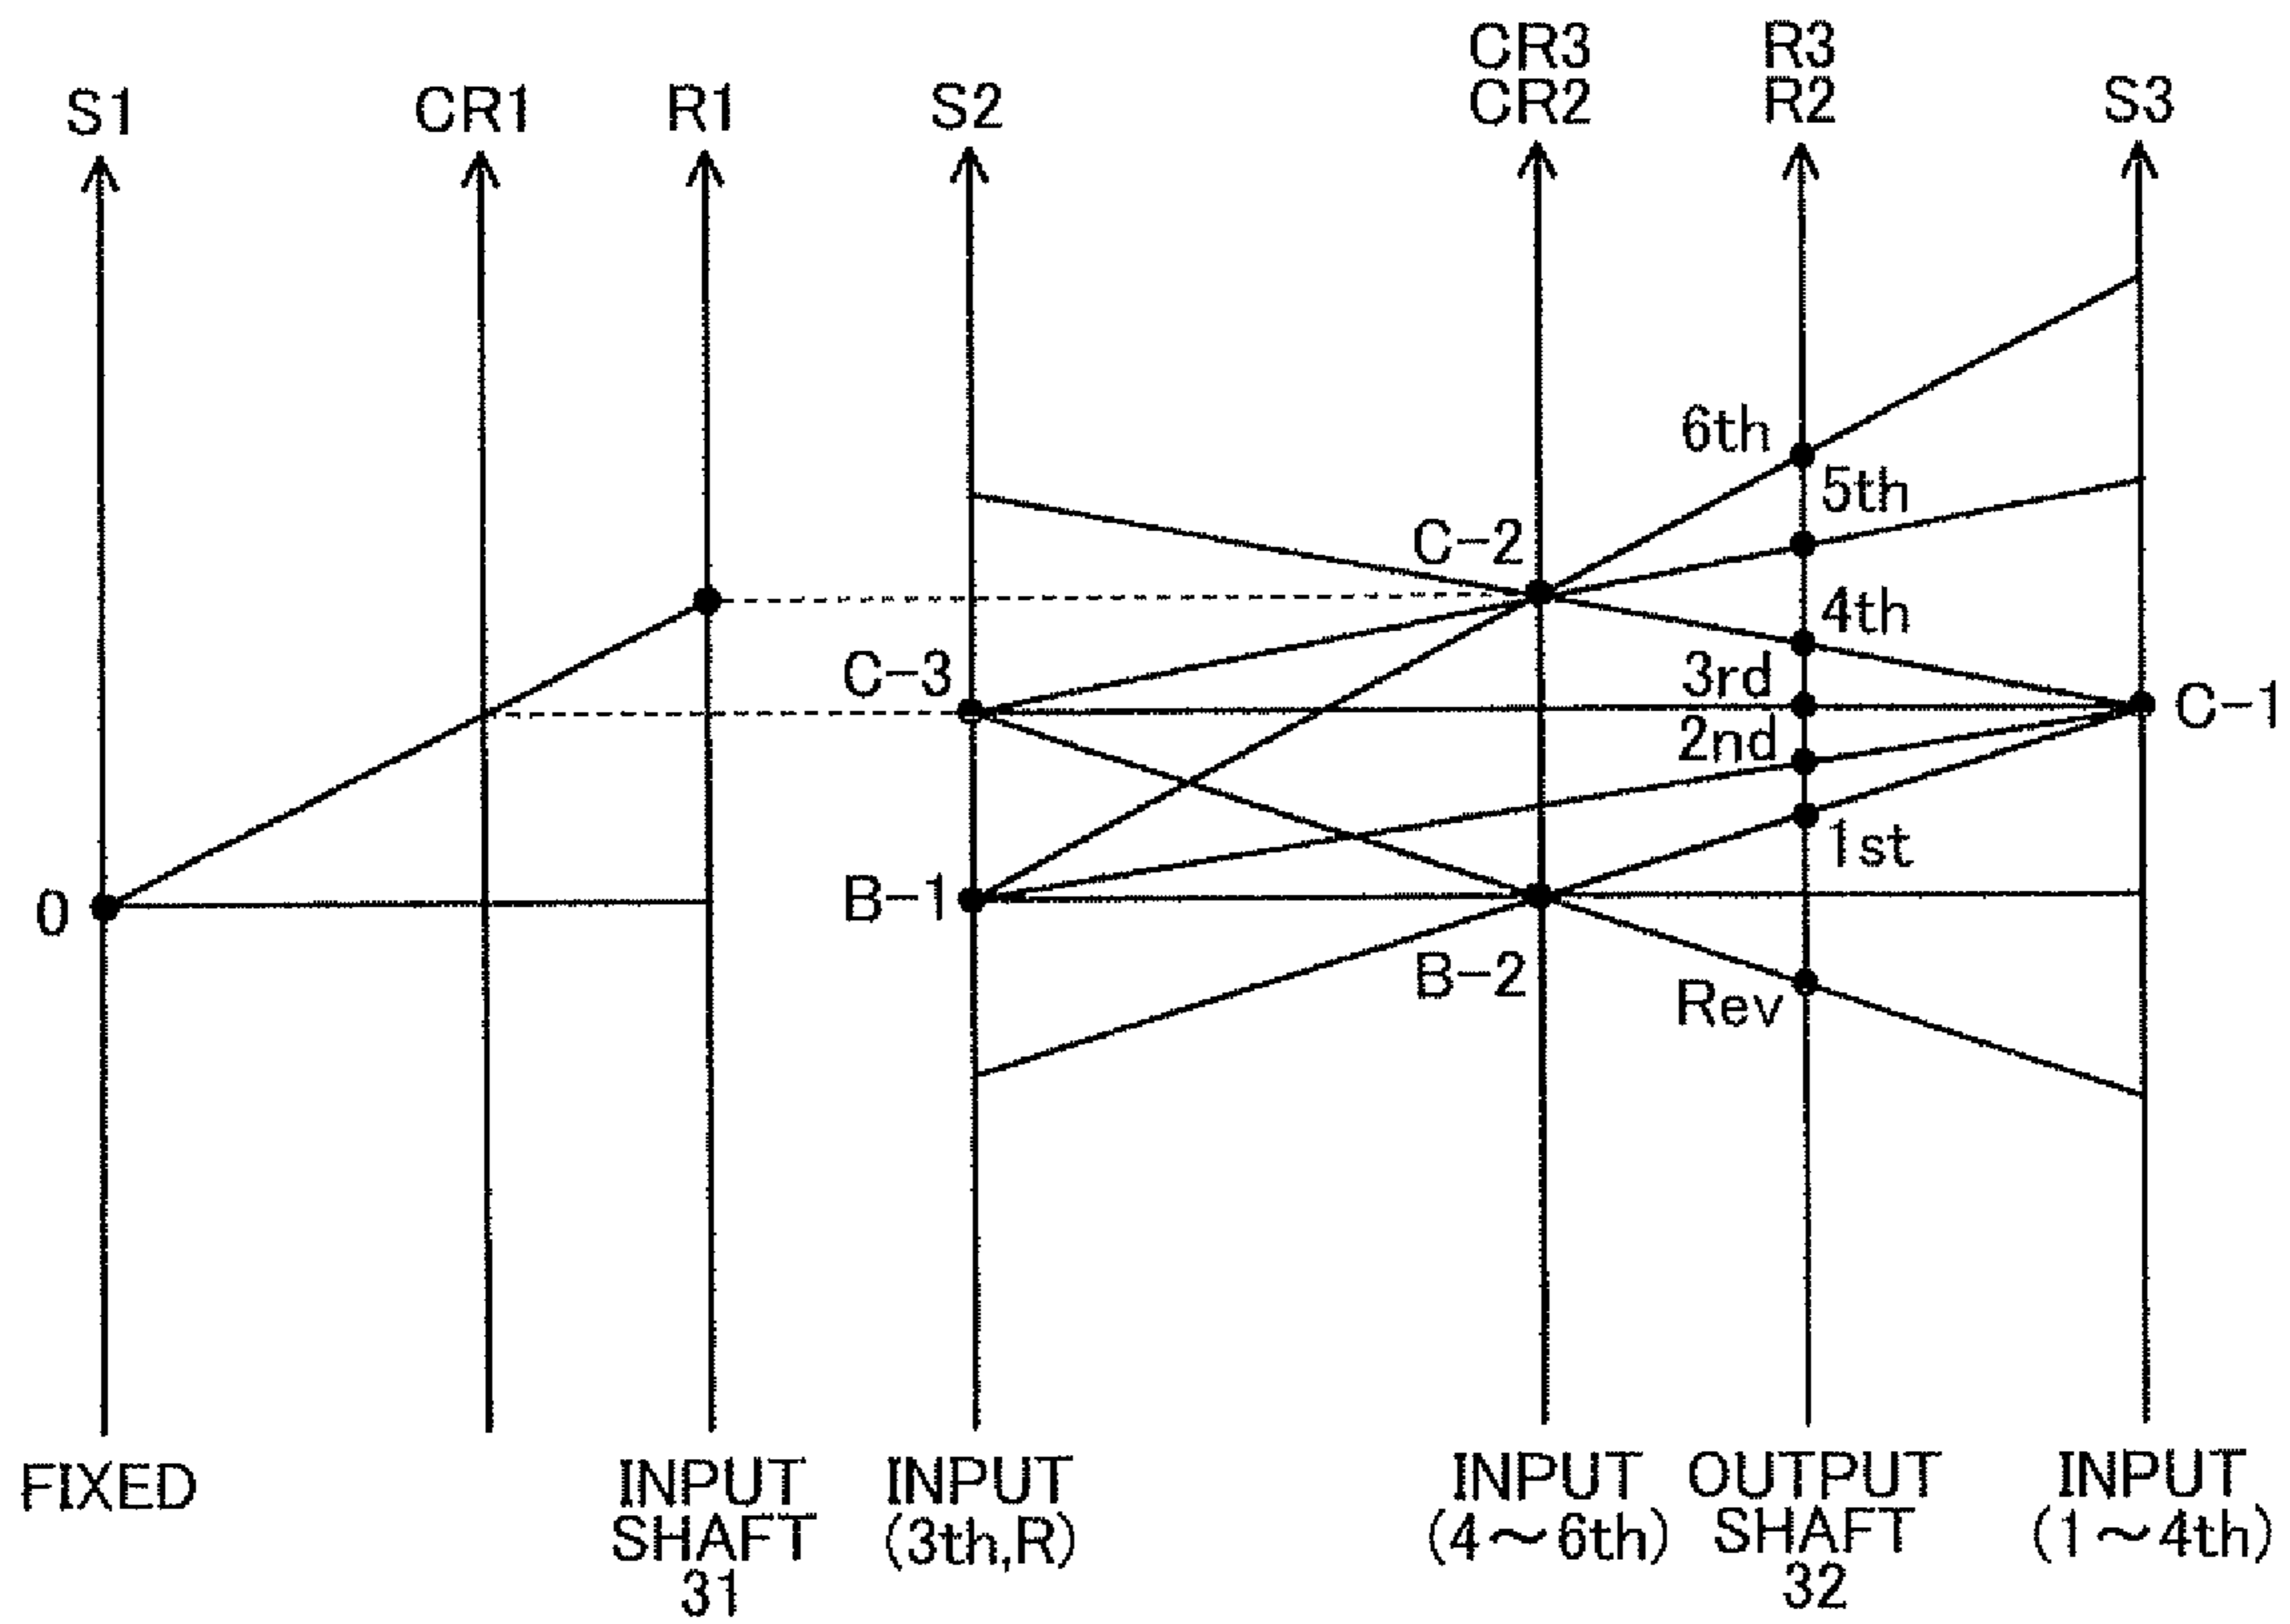 CR3
R3
S1
CR1
R1
S2
CR2
R2
S3
6th
5th
C-2
4th
C-3
3rd
C-1
2nd
1st
0
B-1
B-2
Rev
FIXED
INPUT
SHAFT
31
INPUT
(3th,R)
INPUT
(4～6th)
OUTPUT
SHAFT
32
INPUT
(1～4th)